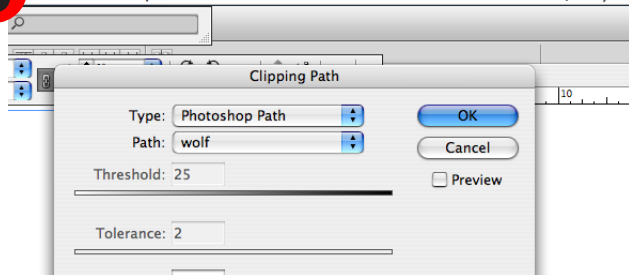 Clipping Path
10
Type: Photoshop Path
OK
Path: wolf
Cancel
Threshold: 25
Preview
Tolerance: 2